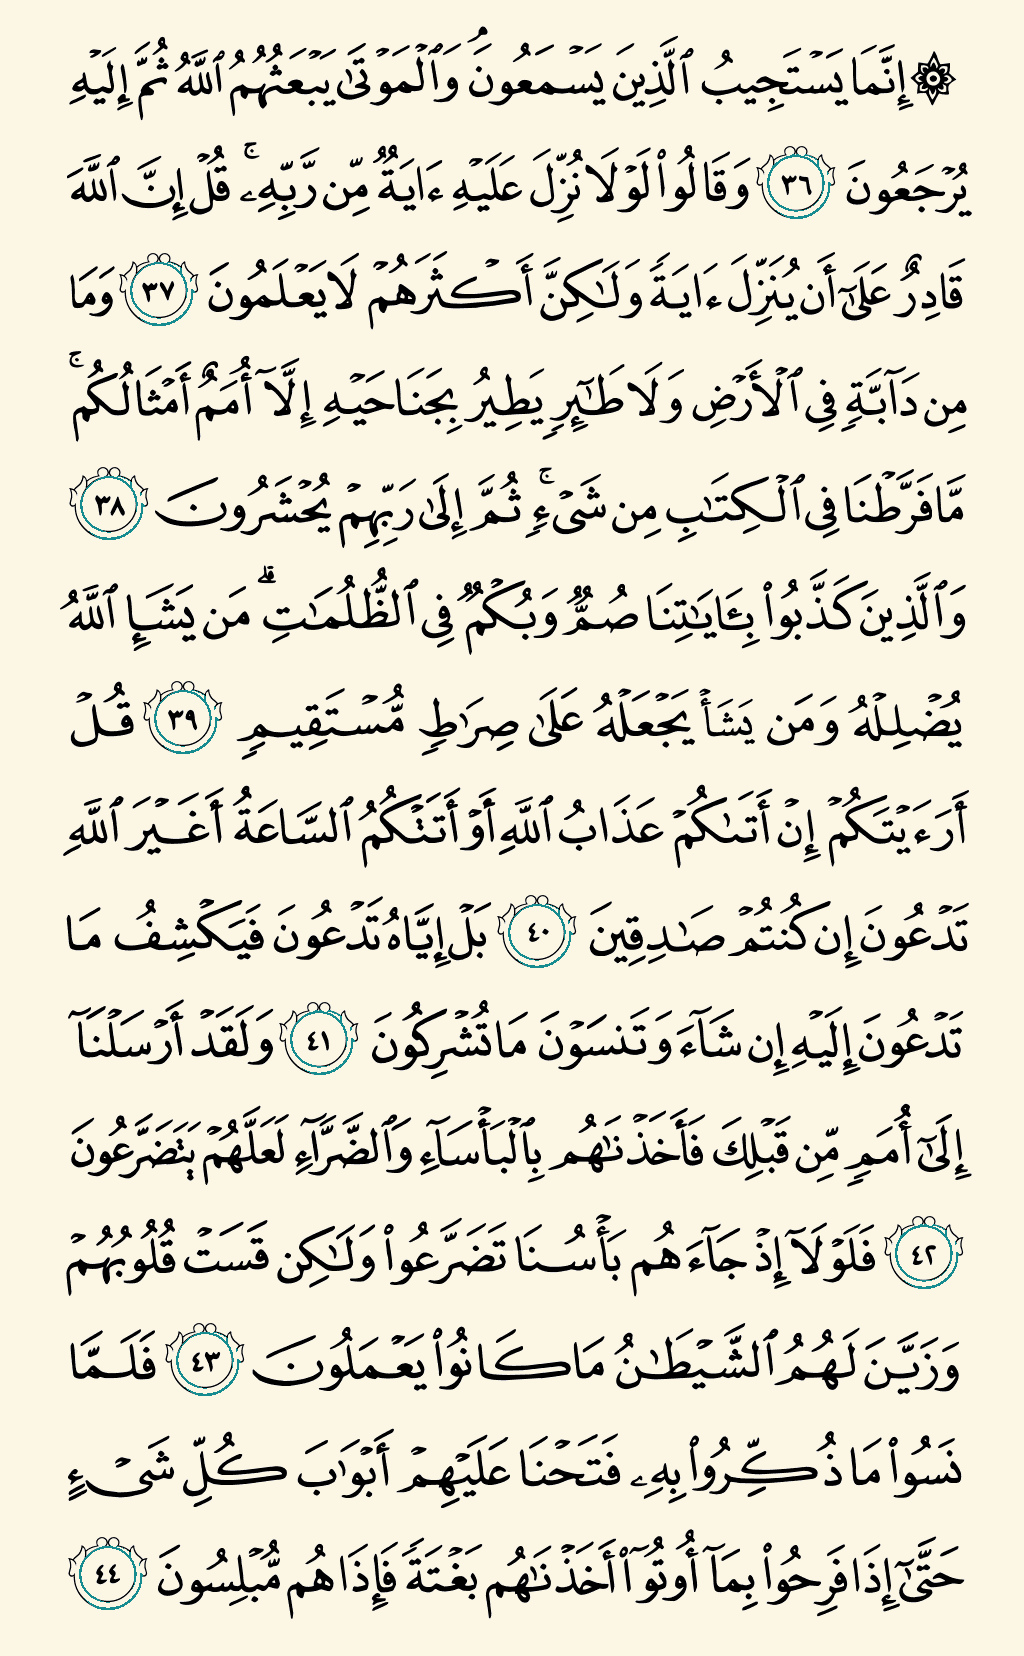 ۞ إِنَّمَا يَسْتَجِيبُ ٱلَّذِينَ يَسْمَعُونَۘ وَٱلْمَوْتَىٰ يَبْعَثُهُمُ ٱللَّهُ ثُمَّ إِلَيْهِ
يُرْجَعُونَ ٣٦ وَقَالُوا۟ لَوْلَا نُزِّلَ عَلَيْهِ ءَايَةٌ مِّن رَّبِّهِۦۚ قُلْ إِنَّ ٱللَّهَ
قَادِرٌ عَلَىٰٓ أَن يُنَزِّلَ ءَايَةً وَلَـٰكِنَّ أَكْثَرَهُمْ لَا يَعْلَمُونَ ٣٧ وَمَا
مِن دَآبَّةٍ فِى ٱلْأَرْضِ وَلَا طَـٰٓئِرٍ يَطِيرُ بِجَنَاحَيْهِ إِلَّآ أُمَمٌ أَمْثَالُكُمۚ
مَّا فَرَّطْنَا فِى ٱلْكِتَـٰبِ مِن شَىْءٍۚ ثُمَّ إِلَىٰ رَبِّهِمْ يُحْشَرُونَ ٣٨
وَٱلَّذِينَ كَذَّبُوا۟ بِـَٔايَـٰتِنَا صُمٌّ وَبُكْمٌ فِى ٱلظُّلُمَـٰتِۗ مَن يَشَإِ ٱللَّهُ
يُضْلِلْهُ وَمَن يَشَأْ يَجْعَلْهُ عَلَىٰ صِرَٰطٍ مُّسْتَقِيمٍ ٣٩ قُلْ
أَرَءَيْتَكُمْ إِنْ أَتَىٰكُمْ عَذَابُ ٱللَّهِ أَوْ أَتَتْكُمُ ٱلسَّاعَةُ أَغَيْرَ ٱللَّهِ
تَدْعُونَ إِن كُنتُمْ صَـٰدِقِينَ ٤٠ بَلْ إِيَّاهُ تَدْعُونَ فَيَكْشِفُ مَا
تَدْعُونَ إِلَيْهِ إِن شَآءَ وَتَنسَوْنَ مَا تُشْرِكُونَ ٤١ وَلَقَدْ أَرْسَلْنَآ
إِلَىٰٓ أُمَمٍ مِّن قَبْلِكَ فَأَخَذْنَـٰهُم بِٱلْبَأْسَآءِ وَٱلضَّرَّآءِ لَعَلَّهُمْ يَتَضَرَّعُونَ
٤٢ فَلَوْلَآ إِذْ جَآءَهُم بَأْسُنَا تَضَرَّعُوا۟ وَلَـٰكِن قَسَتْ قُلُوبُهُمْ
وَزَيَّنَ لَهُمُ ٱلشَّيْطَـٰنُ مَا كَانُوا۟ يَعْمَلُونَ ٤٣ فَلَمَّا
نَسُوا۟ مَا ذُكِّرُوا۟ بِهِۦ فَتَحْنَا عَلَيْهِمْ أَبْوَٰبَ كُلِّ شَىْءٍ
حَتَّىٰٓ إِذَا فَرِحُوا۟ بِمَآ أُوتُوٓا۟ أَخَذْنَـٰهُم بَغْتَةً فَإِذَا هُم مُّبْلِسُونَ ٤٤